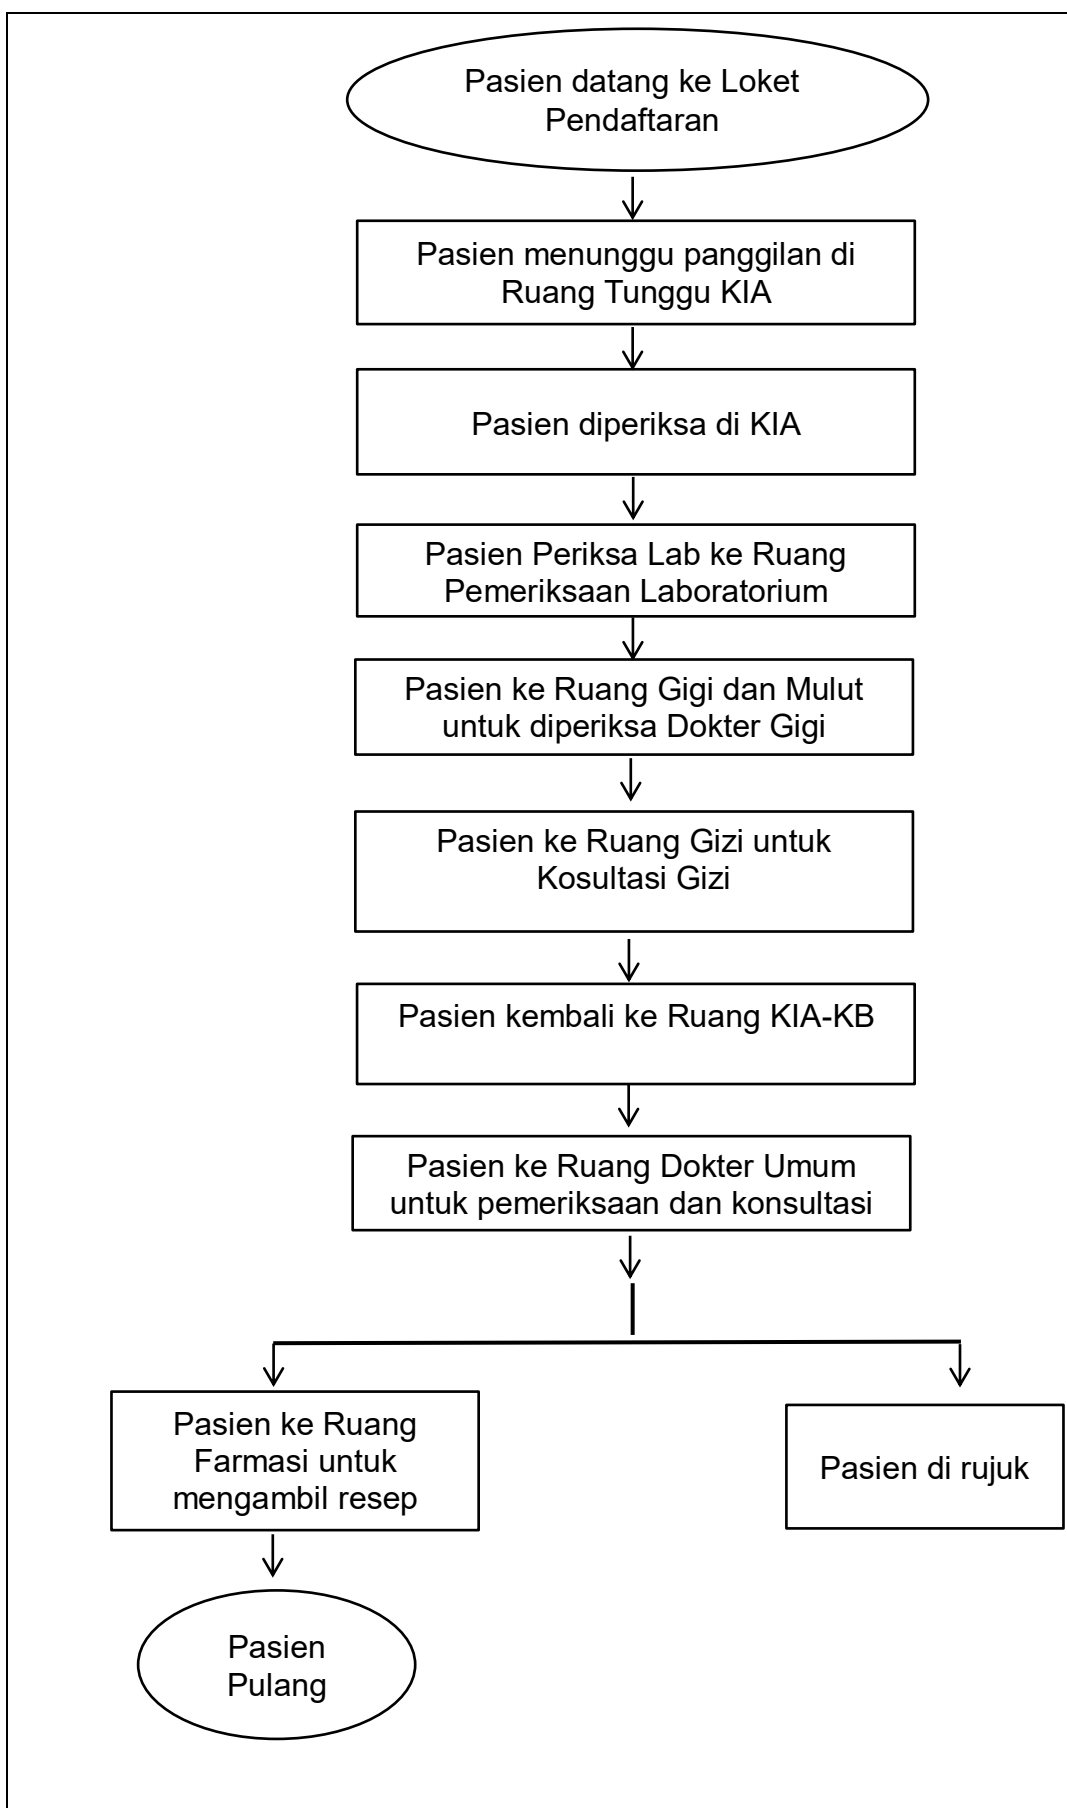 Pasien datang ke Loket
Pendaftaran
Pasien menunggu panggilan di
Ruang Tunggu KIA
Pasien diperiksa di KIA
Pasien Periksa Lab ke Ruang
Pemeriksaan Laboratorium
Pasien ke Ruang Gigi dan Mulut
untuk diperiksa Dokter Gigi
Pasien ke Ruang Gizi untuk
Kosultasi Gizi
Pasien kembali ke Ruang KIA-KB
Pasien ke Ruang Dokter Umum
untuk pemeriksaan dan konsultasi
Pasien ke Ruang
Farmasi untuk
mengambil resep
Pasien di rujuk
Pasien
Pulang